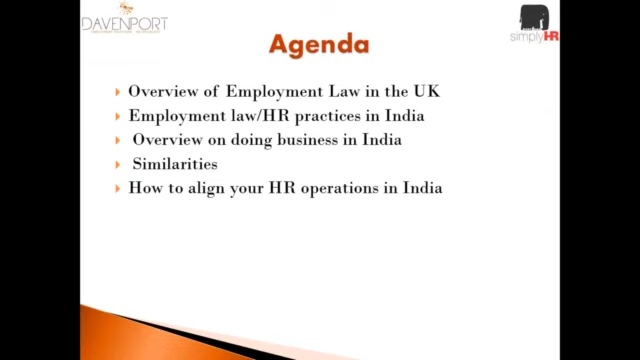 DAVENPORT
simplyHR
Agenda
Overview of Employment Law in the UK
Employment law/HR practices in India
Overview on doing business in India
Similarities
How to align your HR operations in India